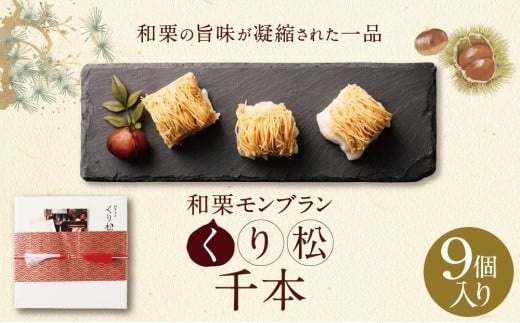 和栗の旨味が凝縮された一品
和栗モンブラン
くり松
千本
9個
入り
くり松